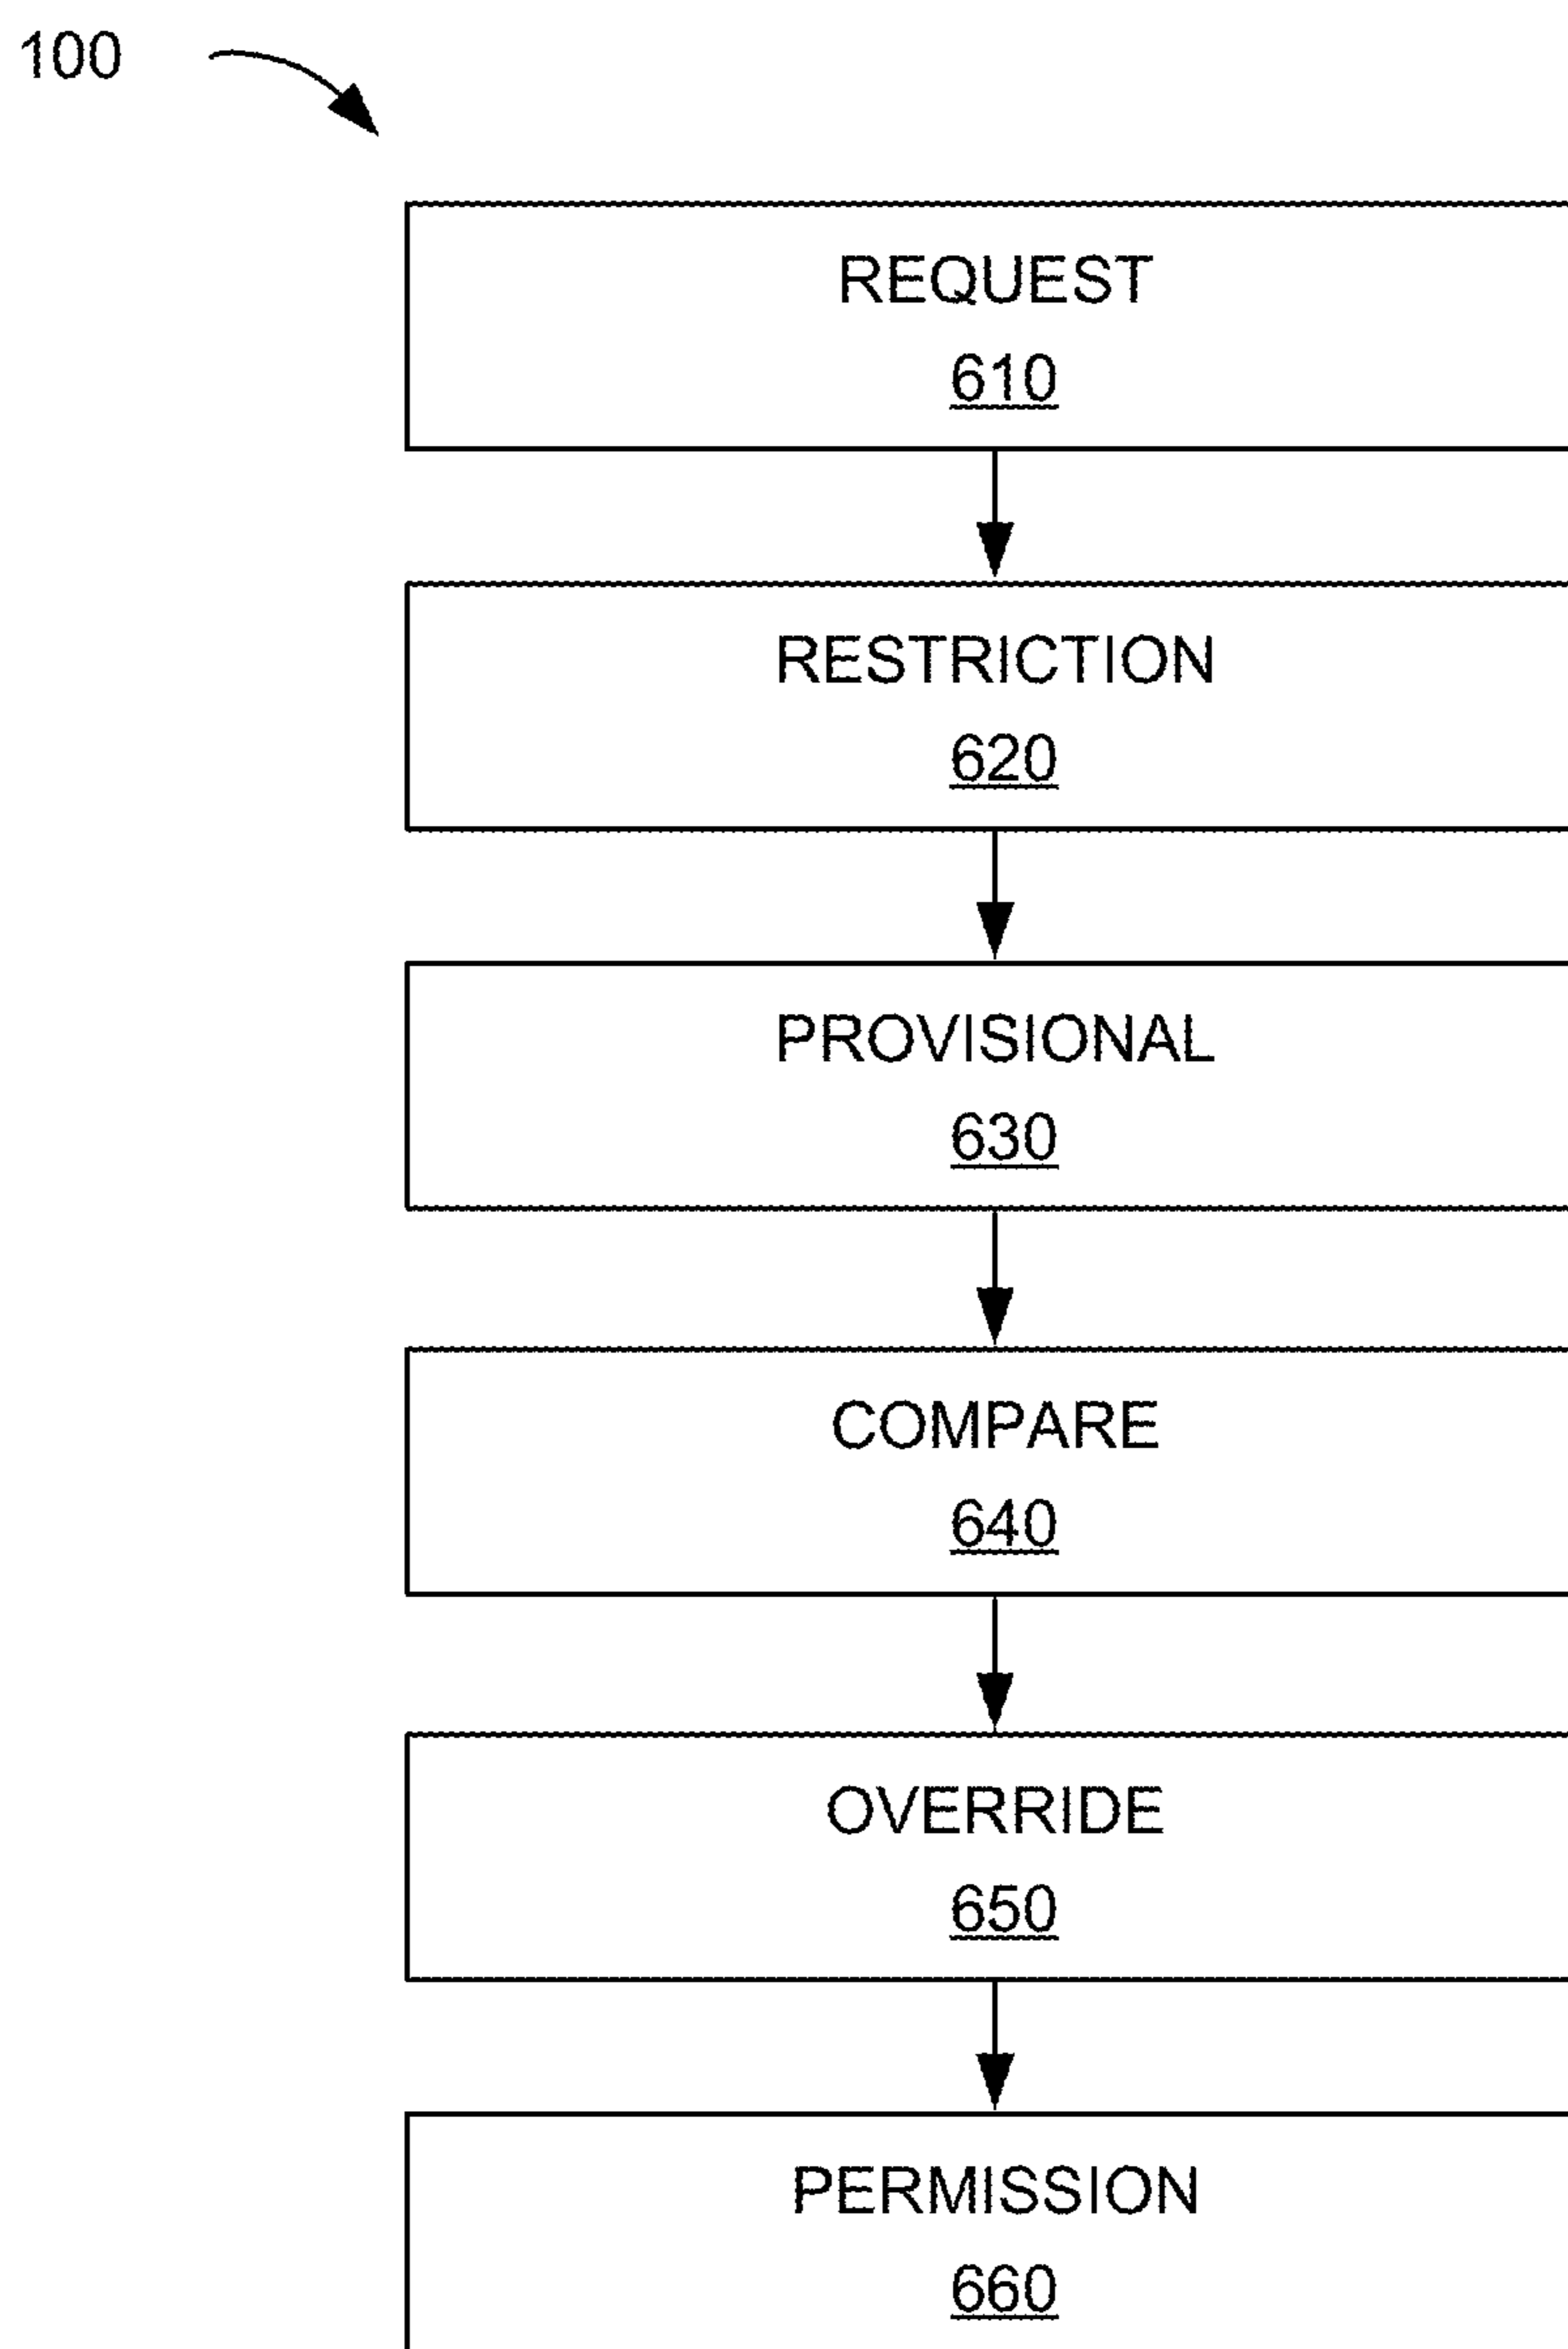 100
REQUEST
610
RESTRICTION
620
PROVISIONAL
630
COMPARE
640
OVERRIDE
650
PERMISSION
660